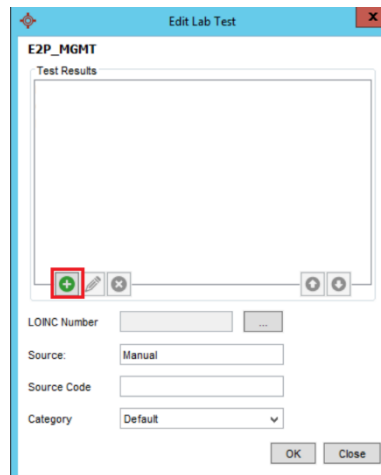 Edit Lab Test
x
E2P_MGMT
Test Results
LOINC Number
...
Source:
Manual
Source Code
Category
Default
OK
Close